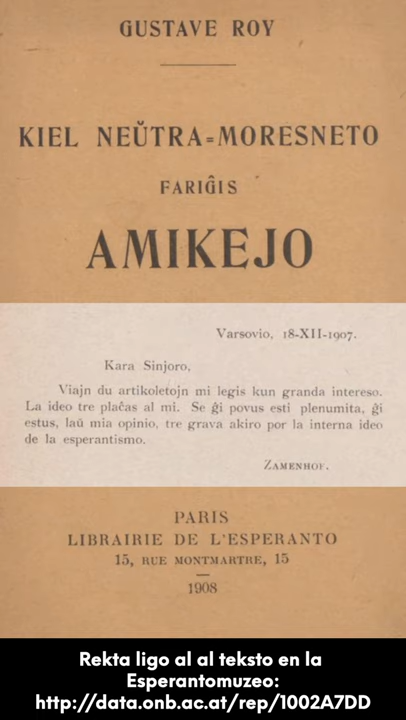 GUSTAVE ROY
KIEL NEŬTRA=MORESNETO
FARIĜIS
AMIKEJO
Varsovio, 18-XII-1907.
Kara Sinjoro,
Viajn du artikoletojn mi legis kun granda intereso.
La ideo tre plaĉas al mi. Se ĝi povus esti plenumita, ĝi
estus, laŭ mia opinio, tre grava akiro por la interna ideo
de la esperantismo.
ZAMENHOF.
PARIS
LIBRAIRIE DE L'ESPERANTO
15, RUE MONTMARTRE, 15
1908
Rekta ligo al al teksto en la
Esperantomuzeo:
http://data.onb.ac.at/rep/1002A7DD